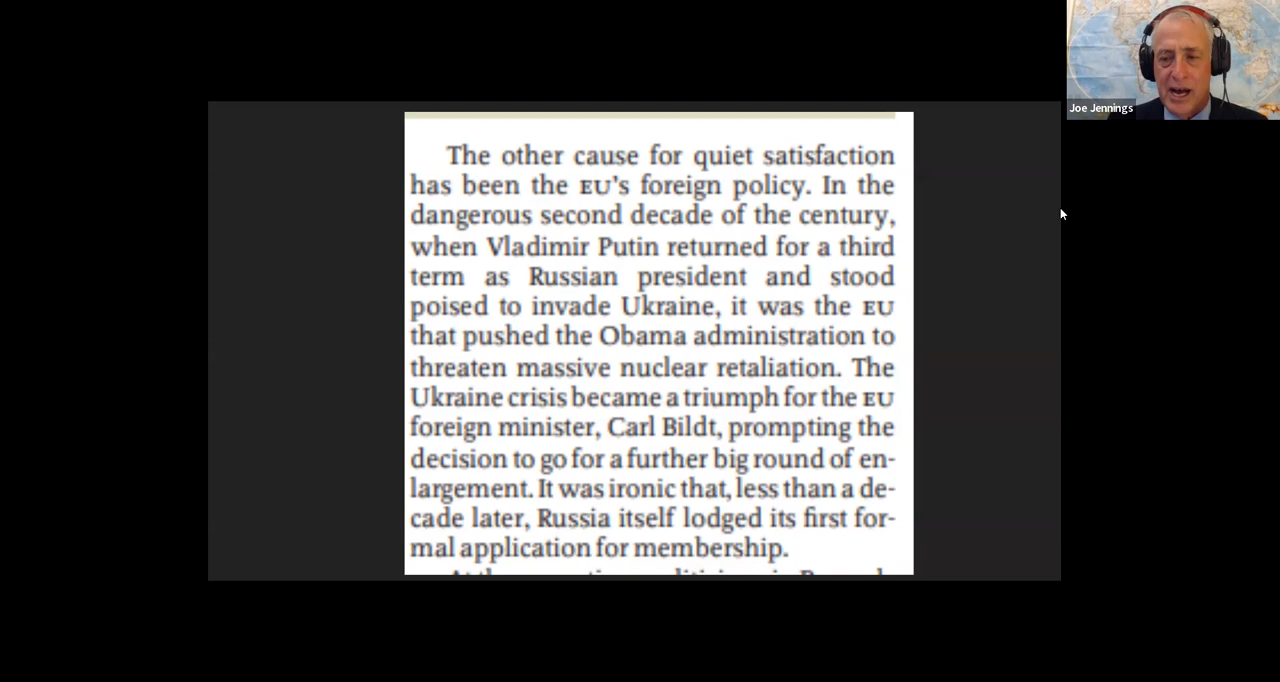 The other cause for quiet satisfaction
has been the EU's foreign policy. In the
dangerous second decade of the century,
when Vladimir Putin returned for a third
term as Russian president and stood
poised to invade Ukraine, it was the EU
that pushed the Obama administration to
threaten massive nuclear retaliation. The
Ukraine crisis became a triumph for the EU
foreign minister, Carl Bildt, prompting the
decision to go for a further big round of en-
largement. It was ironic that, less than a de-
cade later, Russia itself lodged its first for-
mal application for membership.
Joe Jennings